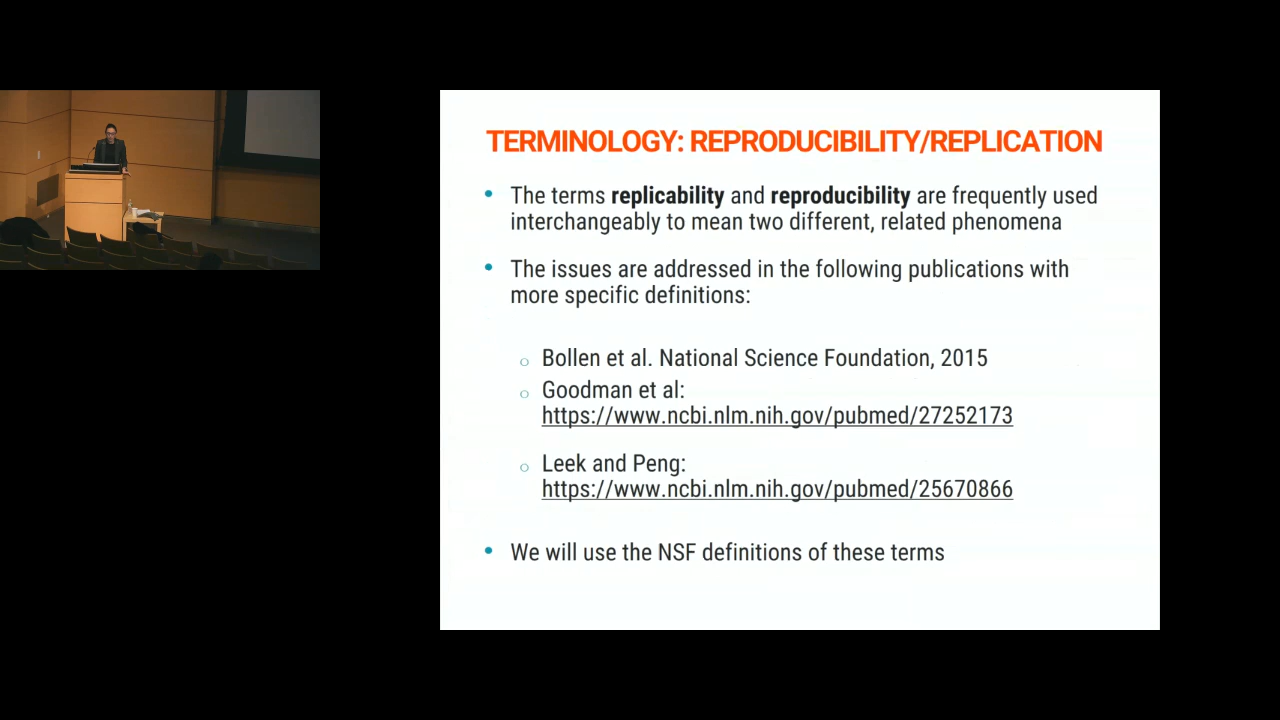 TERMINOLOGY: REPRODUCIBILITY/REPLICATION
• The terms replicability and reproducibility are frequently used
interchangeably to mean two different, related phenomena
• The issues are addressed in the following publications with
more specific definitions:
○ Bollen et al. National Science Foundation, 2015
○ Goodman et al:
https://www.ncbi.nlm.nih.gov/pubmed/27252173
○ Leek and Peng:
https://www.ncbi.nlm.nih.gov/pubmed/25670866
• We will use the NSF definitions of these terms